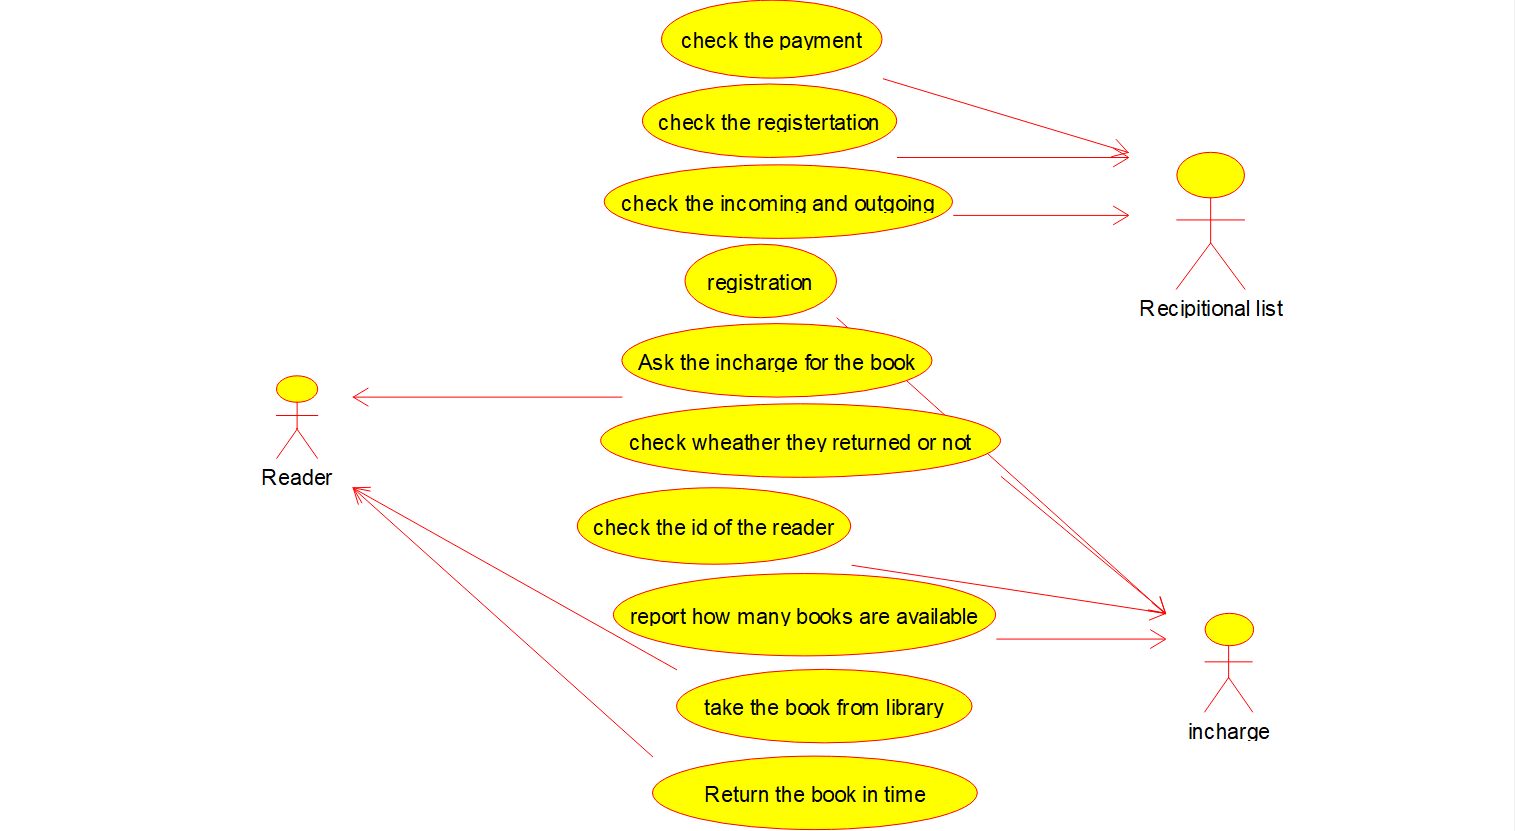 check the payment
check the registertation
check the incoming and outgoing
registration
Recipitional list
Ask the incharge for the book
check wheather they returned or not
Reader
check the id of the reader
report how many books are available
take the book from library
incharge
Return the book in time